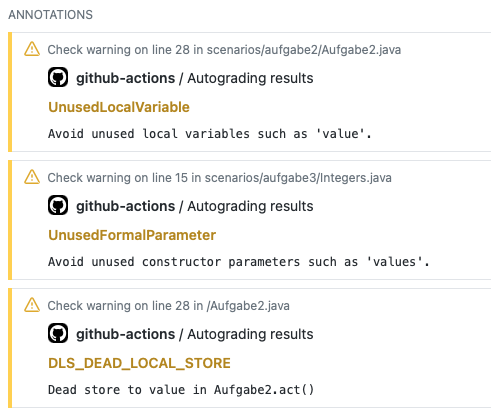 ANNOTATIONS
Check warning on line 28 in scenarios/aufgabe2/Aufgabe2.java
github-actions / Autograding results
UnusedLocalVariable
Avoid unused local variables such as 'value'.
Check warning on line 15 in scenarios/aufgabe3/Integers.java
github-actions / Autograding results
UnusedFormalParameter
Avoid unused constructor parameters such as 'values'.
Check warning on line 28 in /Aufgabe2.java
github-actions / Autograding results
DLS_DEAD_LOCAL_STORE
Dead store to value in Aufgabe2.act()